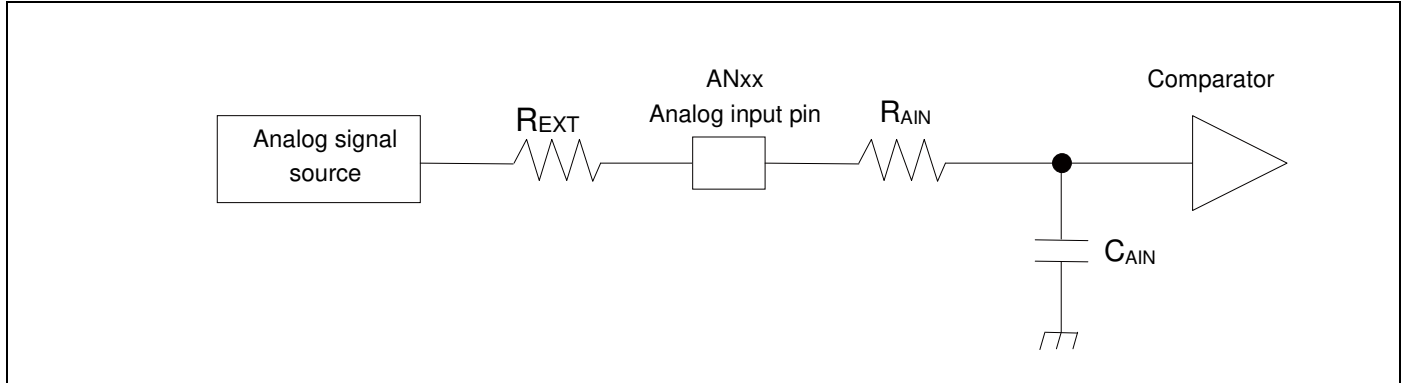 ANxx
Analog input pin
Comparator
Analog signal
source
REXT
RAIN
CAIN